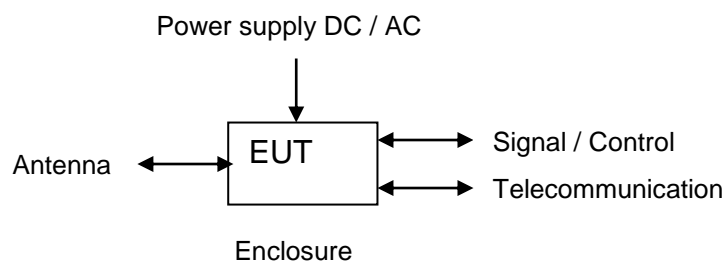 Power supply DC / AC
EUT
Signal / Control
Antenna
Telecommunication
Enclosure